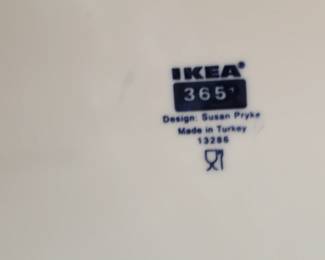 IKEA®
365+
Design: Susan Pryke
Made in Turkey
13286